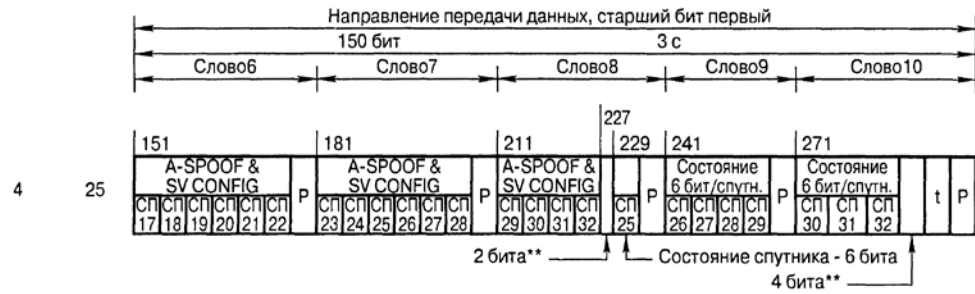 Направление передачи данных, старший бит первый
150 бит 3 с
Слово6 Слово7 Слово8 Слово9 Слово10
227
151 181 211 229 241 271
4 25
A-SPOOF & SV CONFIG P A-SPOOF & SV CONFIG P A-SPOOF & SV CONFIG P Состояние 6 бит/спутн. P Состояние 6 бит/спутн. t P
СП 17 СП 18 СП 19 СП 20 СП 21 СП 22 СП 23 СП 24 СП 25 СП 26 СП 27 СП 28 СП 29 СП 30 СП 31 СП 32 СП 25 СП 26 СП 27 СП 28 СП 29 СП 30 СП 31 СП 32
2 бита** Состояние спутника - 6 бита
4 бита**